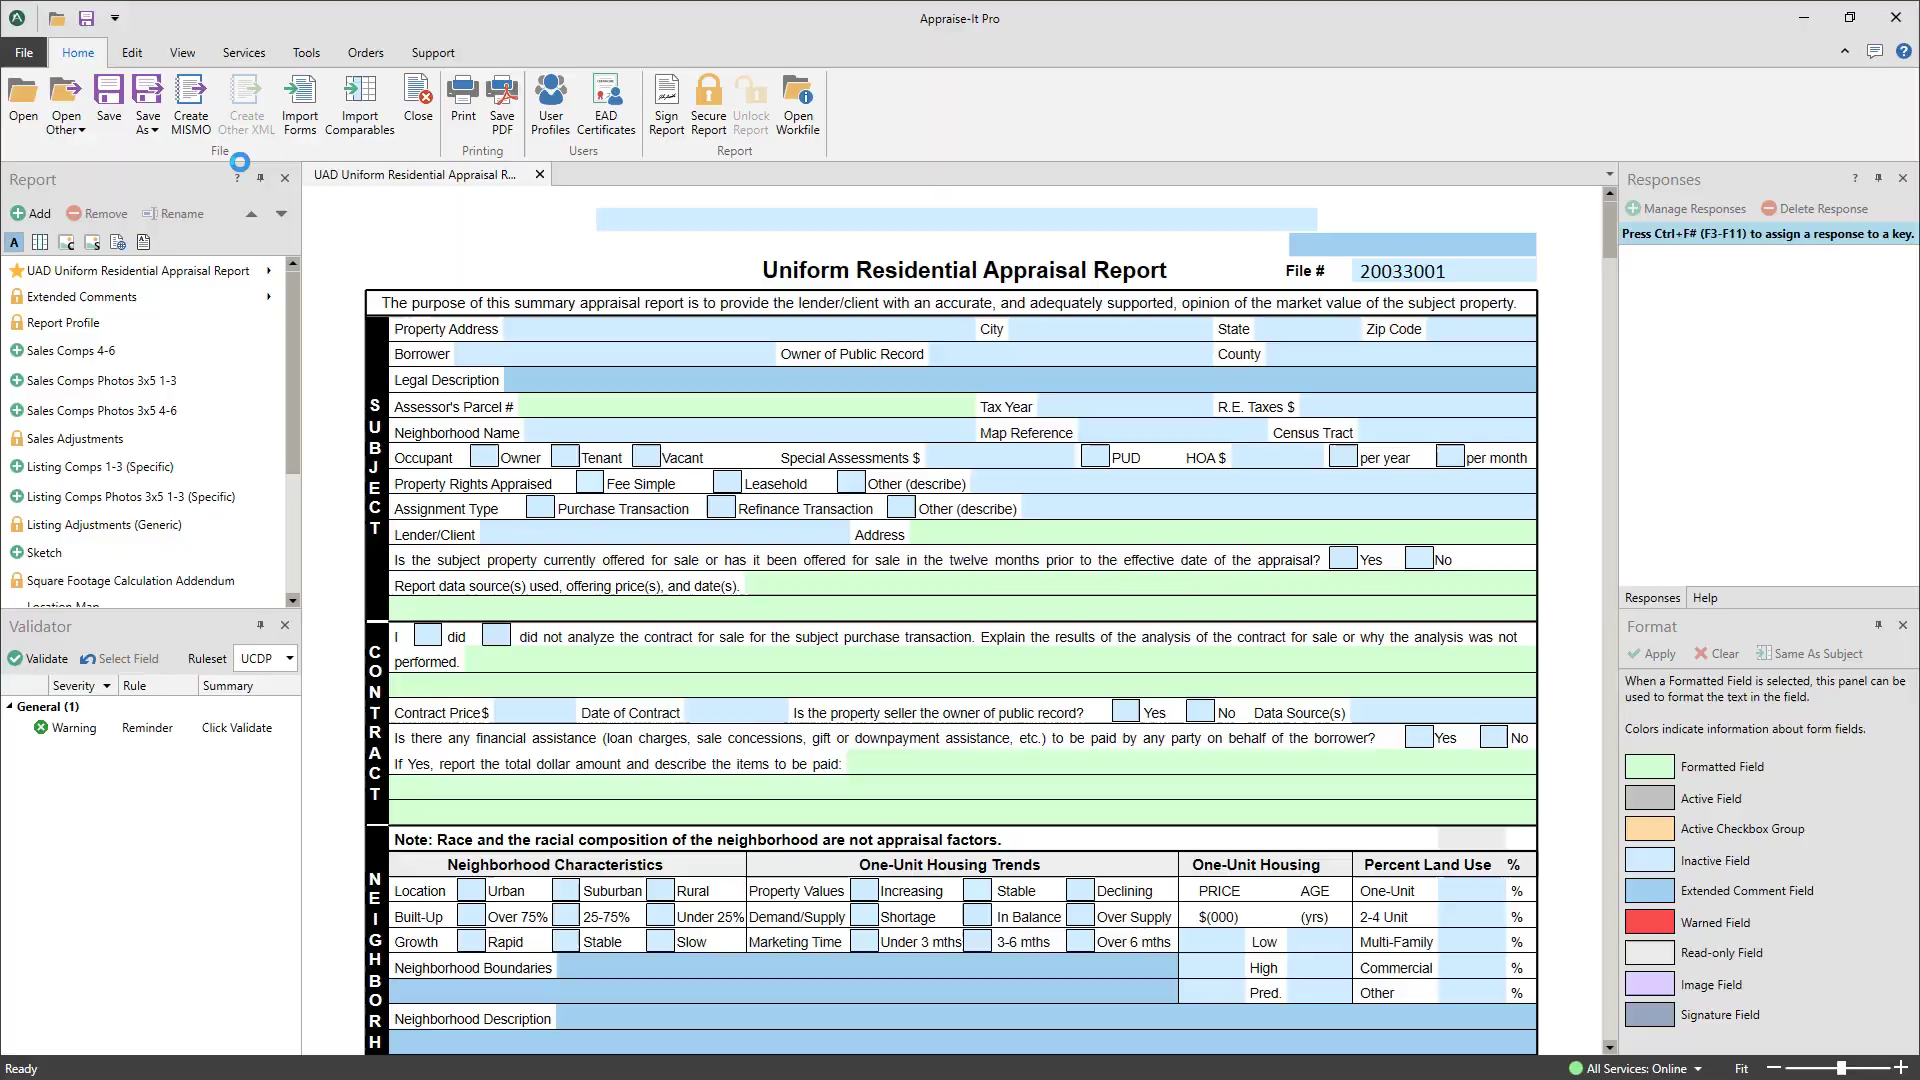 Appraise-It Pro
File Home Edit View Services Tools Orders Support
Open
Open Other
Save
Save As
Create MISMO
Create Other XML
Import Forms
Import Comparables
Close
Print
Save PDF
User Profiles
EAD Certificates
Sign Report
Secure Report
Unlock Report
Open Workfile
File Printing Users Report
Report ?
Add Remove Rename
A
UAD Uniform Residential Appraisal Report
Extended Comments
Report Profile
Sales Comps 4-6
Sales Comps Photos 3x5 1-3
Sales Comps Photos 3x5 4-6
Sales Adjustments
Listing Comps 1-3 (Specific)
Listing Comps Photos 3x5 1-3 (Specific)
Listing Adjustments (Generic)
Sketch
Square Footage Calculation Addendum
Location Map
Validator
Validate Select Field Ruleset UCDP
Severity Rule Summary
General (1)
Warning Reminder Click Validate
UAD Uniform Residential Appraisal R...
Uniform Residential Appraisal Report File # 20033001
The purpose of this summary appraisal report is to provide the lender/client with an accurate, and adequately supported, opinion of the market value of the subject property.
SUBJECT
Property Address City State Zip Code
Borrower Owner of Public Record County
Legal Description
Assessor's Parcel # Tax Year R.E. Taxes $
Neighborhood Name Map Reference Census Tract
Occupant Owner Tenant Vacant Special Assessments $ PUD HOA $ per year per month
Property Rights Appraised Fee Simple Leasehold Other (describe)
Assignment Type Purchase Transaction Refinance Transaction Other (describe)
Lender/Client Address
Is the subject property currently offered for sale or has it been offered for sale in the twelve months prior to the effective date of the appraisal? Yes No
Report data source(s) used, offering price(s), and date(s).
CONTRACT
I did did not analyze the contract for sale for the subject purchase transaction. Explain the results of the analysis of the contract for sale or why the analysis was not
performed.
Contract Price$ Date of Contract Is the property seller the owner of public record? Yes No Data Source(s)
Is there any financial assistance (loan charges, sale concessions, gift or downpayment assistance, etc.) to be paid by any party on behalf of the borrower? Yes No
If Yes, report the total dollar amount and describe the items to be paid:
NEIGHBORH
Note: Race and the racial composition of the neighborhood are not appraisal factors.
Neighborhood Characteristics One-Unit Housing Trends One-Unit Housing Percent Land Use %
Location Urban Suburban Rural Property Values Increasing Stable Declining PRICE AGE One-Unit %
Built-Up Over 75% 25-75% Under 25% Demand/Supply Shortage In Balance Over Supply $(000) (yrs) 2-4 Unit %
Growth Rapid Stable Slow Marketing Time Under 3 mths 3-6 mths Over 6 mths Low Multi-Family %
Neighborhood Boundaries High Commercial %
Pred. Other %
Neighborhood Description
Responses ?
Manage Responses Delete Response
Press Ctrl+F# (F3-F11) to assign a response to a key.
Responses Help
Format
Apply Clear Same As Subject
When a Formatted Field is selected, this panel can be
used to format the text in the field.
Colors indicate information about form fields.
Formatted Field
Active Field
Active Checkbox Group
Inactive Field
Extended Comment Field
Warned Field
Read-only Field
Image Field
Signature Field
Ready All Services: Online Fit